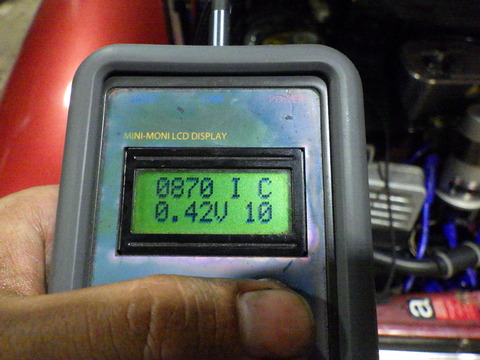 MINI-MONI LCD DISPLAY
0870 I C
0.42V 10
a